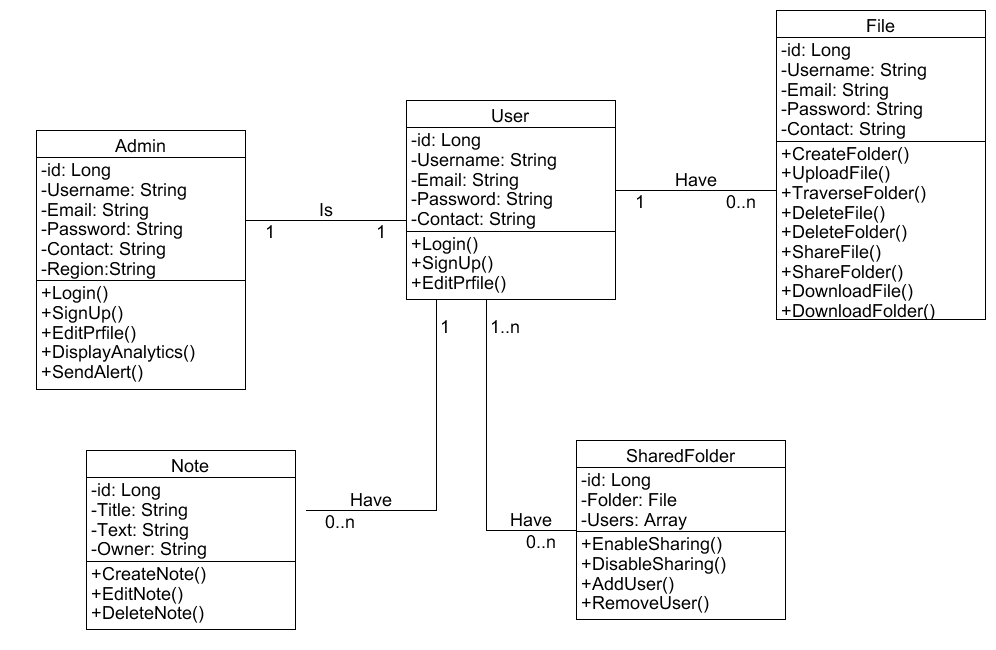 File
-id: Long
-Username: String
-Email: String
-Password: String
-Contact: String
+CreateFolder()
+UploadFile()
+TraverseFolder()
+DeleteFile()
+DeleteFolder()
+ShareFile()
+ShareFolder()
+DownloadFile()
+DownloadFolder()
User
-id: Long
-Username: String
-Email: String
-Password: String
-Contact: String
+Login()
+SignUp()
+EditPrfile()
Have
1
0..n
Admin
-id: Long
-Username: String
-Email: String
-Password: String
-Contact: String
-Region:String
+Login()
+SignUp()
+EditPrfile()
+DisplayAnalytics()
+SendAlert()
Is
1
1
1
1..n
Note
-id: Long
-Title: String
-Text: String
-Owner: String
+CreateNote()
+EditNote()
+DeleteNote()
Have
0..n
Have
0..n
SharedFolder
-id: Long
-Folder: File
-Users: Array
+EnableSharing()
+DisableSharing()
+AddUser()
+RemoveUser()